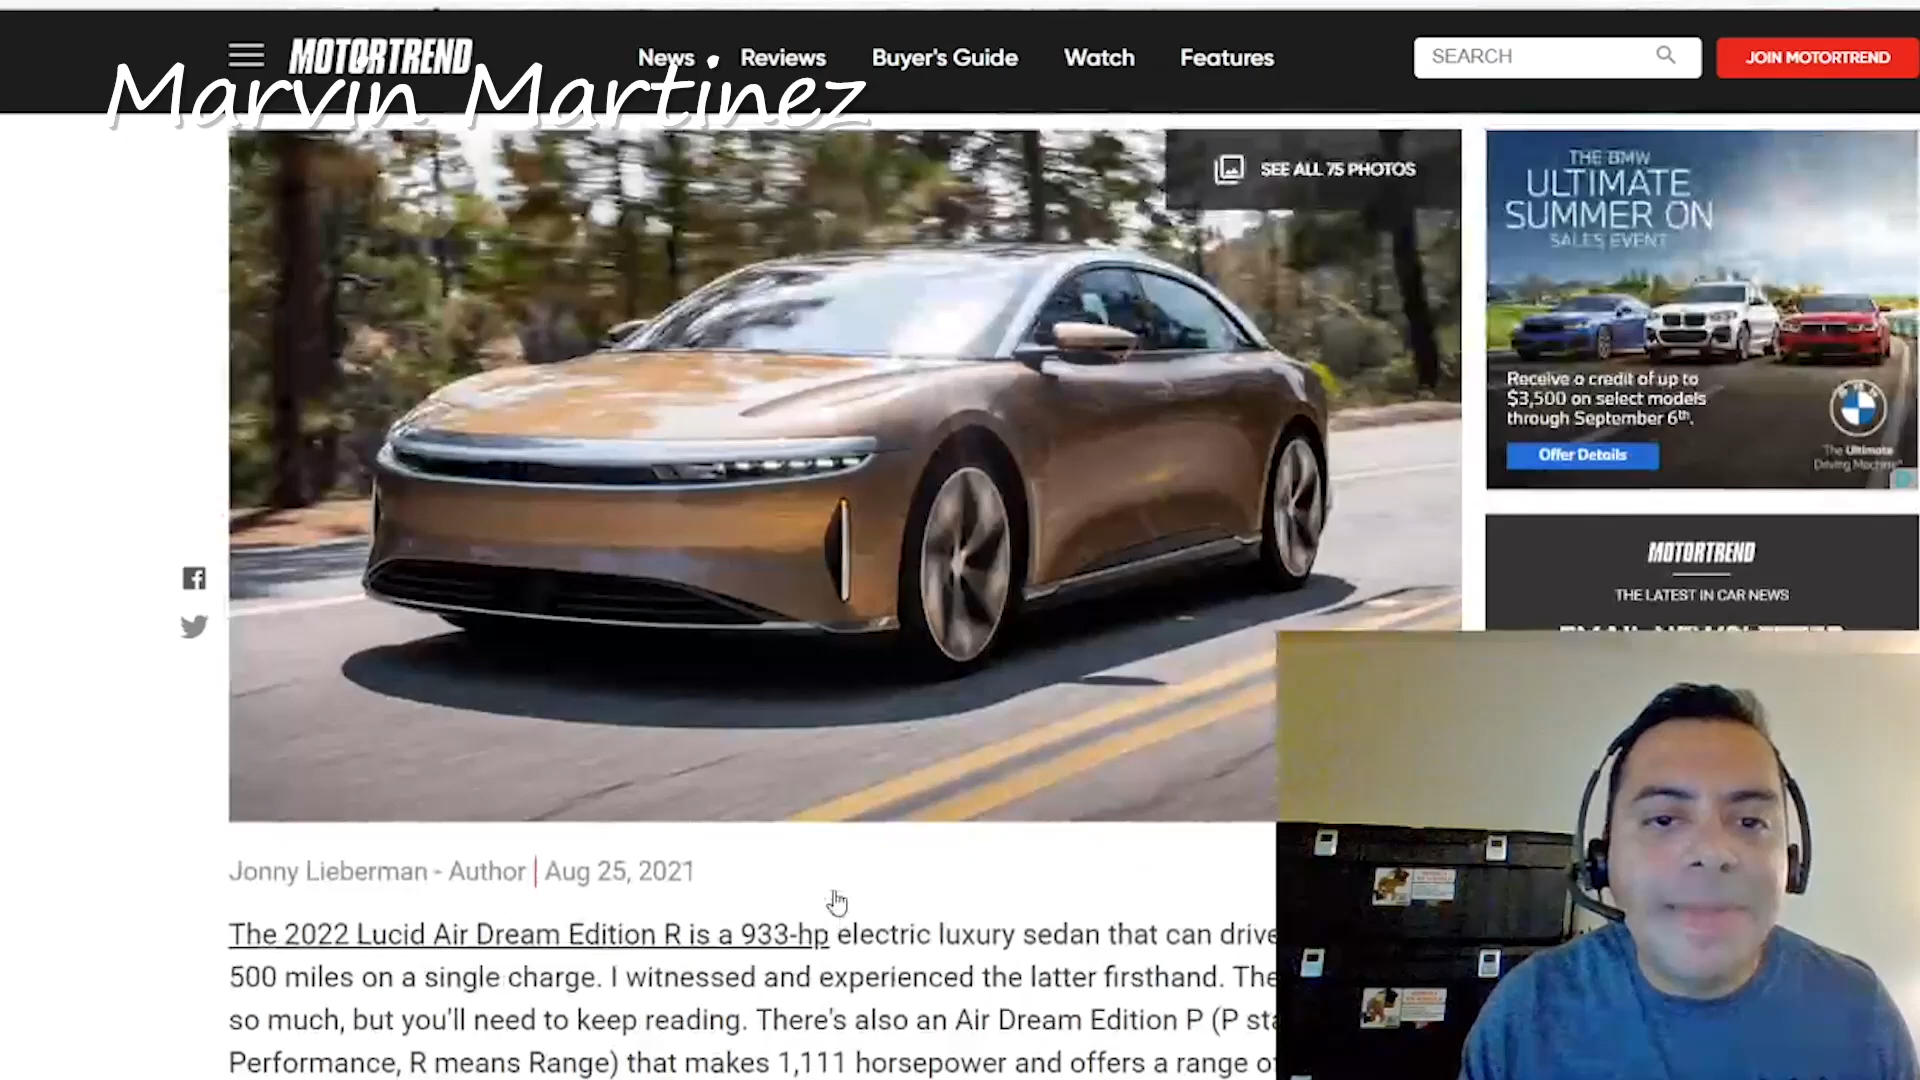 MOTORTREND
News
Reviews
Buyer's Guide
Watch
Features
SEARCH
JOIN MOTORTREND
Marvin Martinez
SEE ALL 75 PHOTOS
THE BMW
ULTIMATE
SUMMER ON
SALES EVENT
Receive a credit of up to
$3,500 on select models
through September 6th.
Offer Details
The Ultimate
Driving Machine
MOTORTREND
THE LATEST IN CAR NEWS
Jonny Lieberman - Author | Aug 25, 2021
The 2022 Lucid Air Dream Edition R is a 933-hp electric luxury sedan that can drive
500 miles on a single charge. I witnessed and experienced the latter firsthand. The
so much, but you'll need to keep reading. There's also an Air Dream Edition P (P sta
Performance, R means Range) that makes 1,111 horsepower and offers a range of